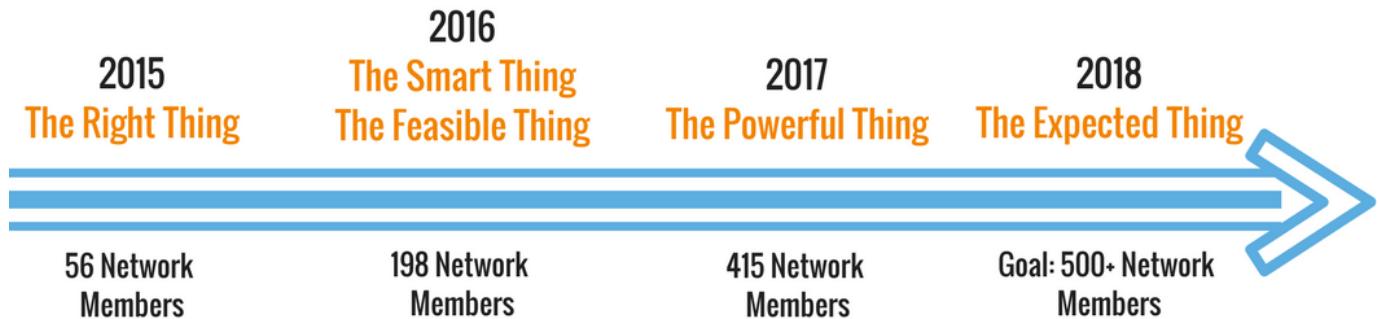 2015
The Right Thing
2016
The Smart Thing
The Feasible Thing
2017
The Powerful Thing
2018
The Expected Thing
56 Network
Members
198 Network
Members
415 Network
Members
Goal: 500+ Network
Members